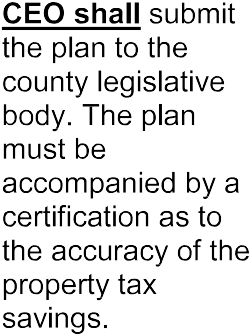 CEO shall submit
the plan to the
county legislative
body. The plan
must be
accompanied by a
certification as to
the accuracy of the
property tax
savings.